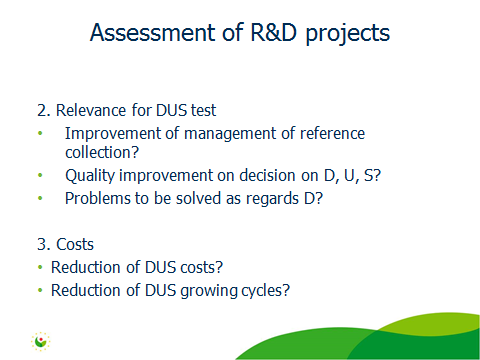 Assessment of R&D projects
2. Relevance for DUS test
• Improvement of management of reference
collection?
• Quality improvement on decision on D, U, S?
• Problems to be solved as regards D?
3. Costs
• Reduction of DUS costs?
• Reduction of DUS growing cycles?